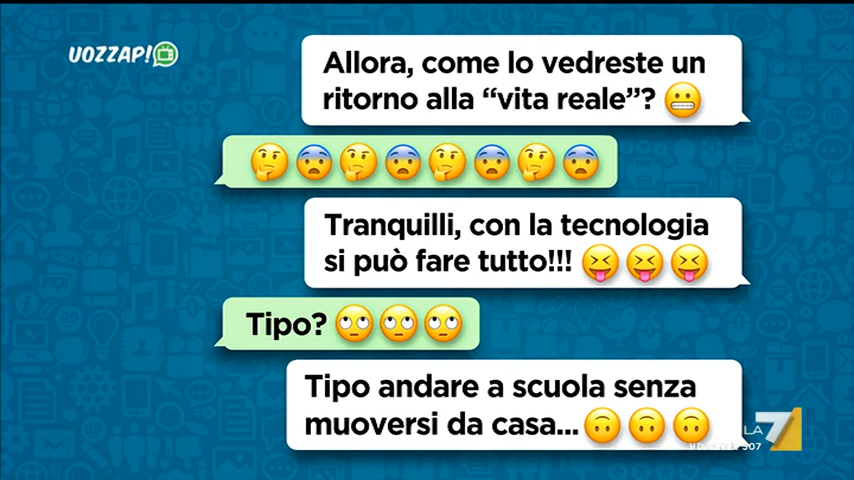 VOZZAP!
Allora, come lo vedreste un
ritorno alla “vita reale”? 😬
🤔😨🤔😨🤔😨🤔😨
Tranquilli, con la tecnologia
si può fare tutto!!! 😝😝😝
Tipo? 🙄🙄🙄
Tipo andare a scuola senza
muoversi da casa... 🙃🙃🙃
LA7